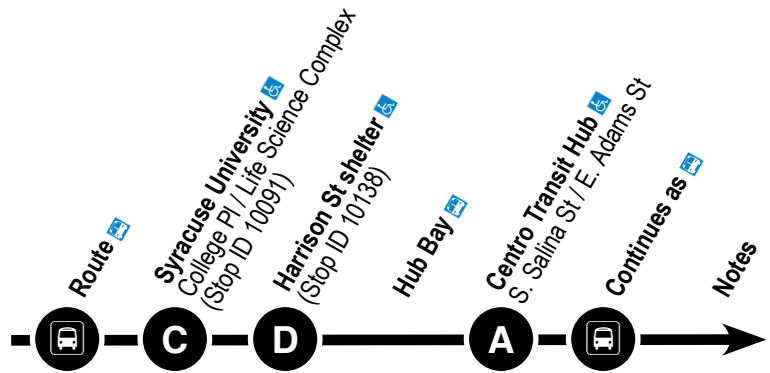 Route
Syracuse University
College Pl / Life Science Complex
(Stop ID 10091)
Harrison St shelter
(Stop ID 10138)
Hub Bay
Centro Transit Hub
S. Salina St / E. Adams St
Continues as
Notes
C
D
A